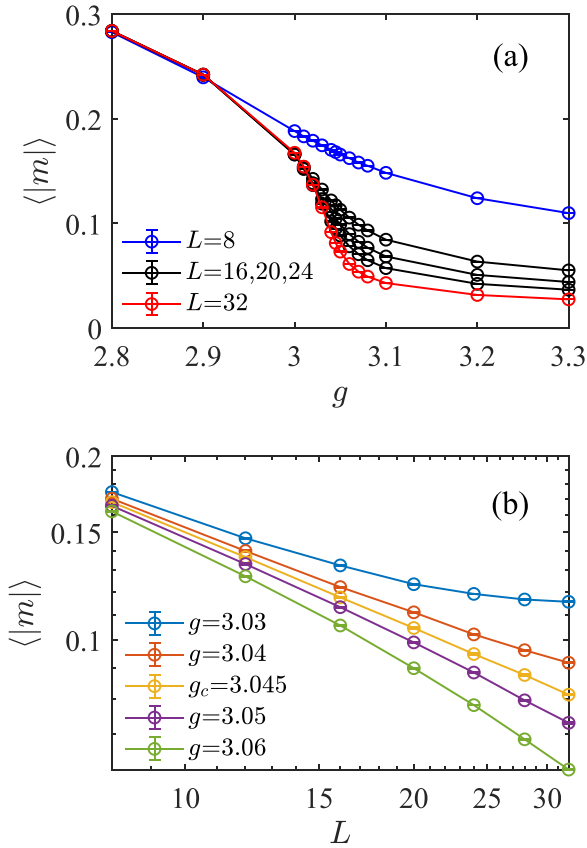 0.3
(a)
0.2
⟨|m|⟩
0.1
L=8
L=16,20,24
L=32
0
2.8 2.9 3 3.1 3.2 3.3
g
0.2
(b)
0.15
⟨|m|⟩
0.1
g=3.03
g=3.04
g_c=3.045
g=3.05
g=3.06
10 15 20 25 30
L